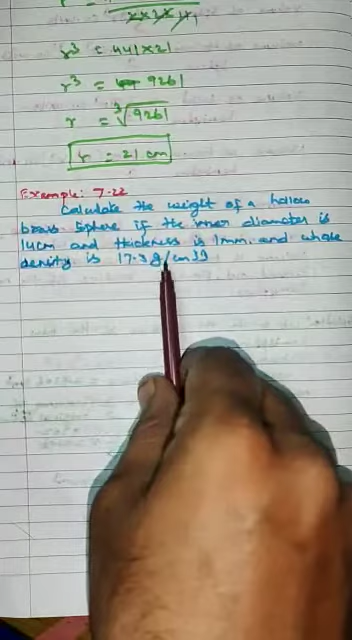 r³ = 441×21
r³ = 9261
r = ³√9261
r = 21 cm
Example: 7.22
Calculate the weight of a hollow
brass Sphere if the inner diameter is
14cm and thickness is 1mm, and whose
density is 17.3 g/cm³?